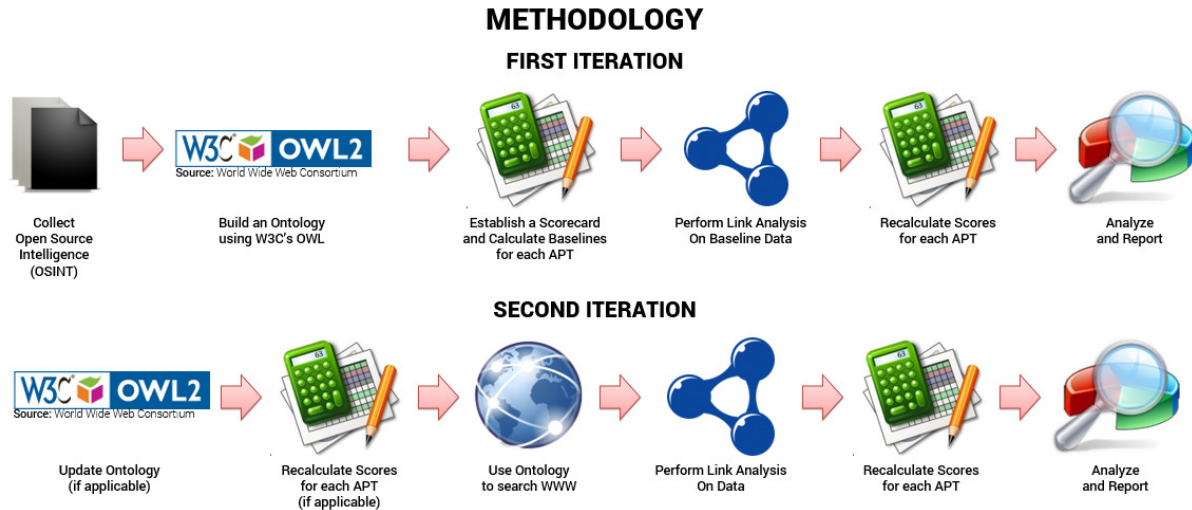 METHODOLOGY
FIRST ITERATION
W3C OWL2
Source: World Wide Web Consortium
63
63
Collect
Open Source
Intelligence
(OSINT)
Build an Ontology
using W3C's OWL
Establish a Scorecard
and Calculate Baselines
for each APT
Perform Link Analysis
On Baseline Data
Recalculate Scores
for each APT
Analyze
and Report
SECOND ITERATION
W3C OWL2
Source: World Wide Web Consortium
63
63
Update Ontology
(if applicable)
Recalculate Scores
for each APT
(if applicable)
Use Ontology
to search WWW
Perform Link Analysis
On Data
Recalculate Scores
for each APT
Analyze
and Report